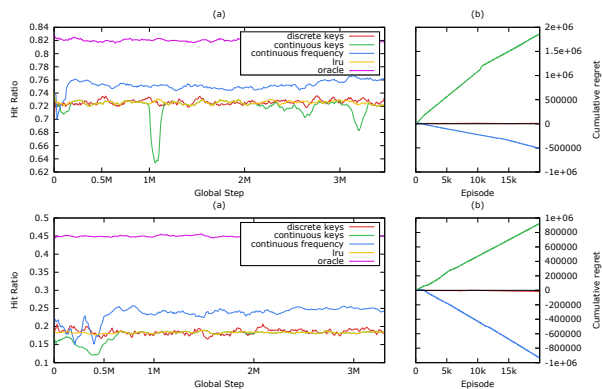 (a)
(b)
0.84
0.82
0.8
0.78
0.76
0.74
0.72
0.7
0.68
0.66
0.64
0.62
Hit Ratio
discrete keys
continuous keys
continuous frequency
lru
oracle
0
0.5M
1M
2M
3M
Global Step
2e+06
1.5e+06
1e+06
500000
0
-500000
-1e+06
Cumulative regret
0
5k
10k
15k
Episode
(a)
(b)
0.5
0.45
0.4
0.35
0.3
0.25
0.2
0.15
0.1
Hit Ratio
discrete keys
continuous keys
continuous frequency
lru
oracle
0
0.5M
1M
2M
3M
Global Step
1e+06
800000
600000
400000
200000
0
-200000
-400000
-600000
-800000
-1e+06
Cumulative regret
0
5k
10k
15k
Episode